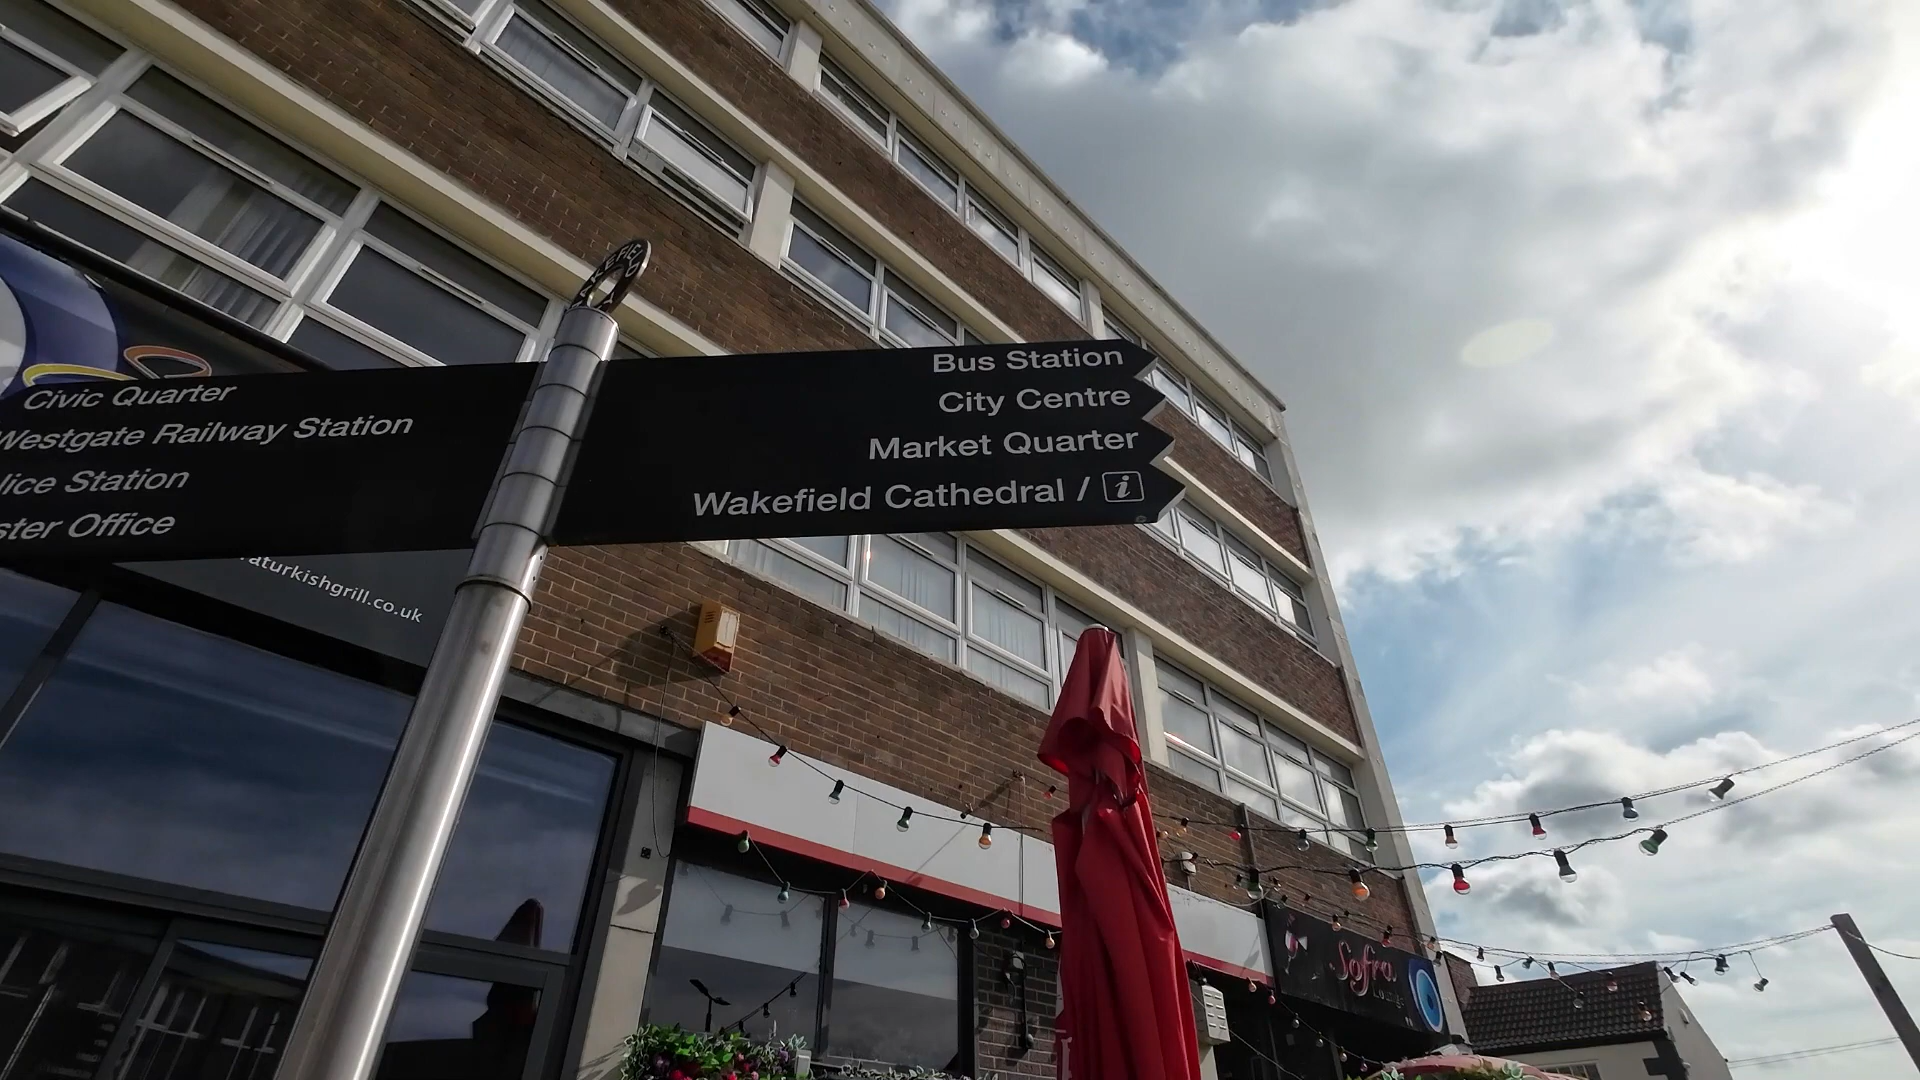 WAKEFIELD
Civic Quarter
Westgate Railway Station
lice Station
ster Office
Bus Station
City Centre
Market Quarter
Wakefield Cathedral / i
aturkishgrill.co.uk
Sofra